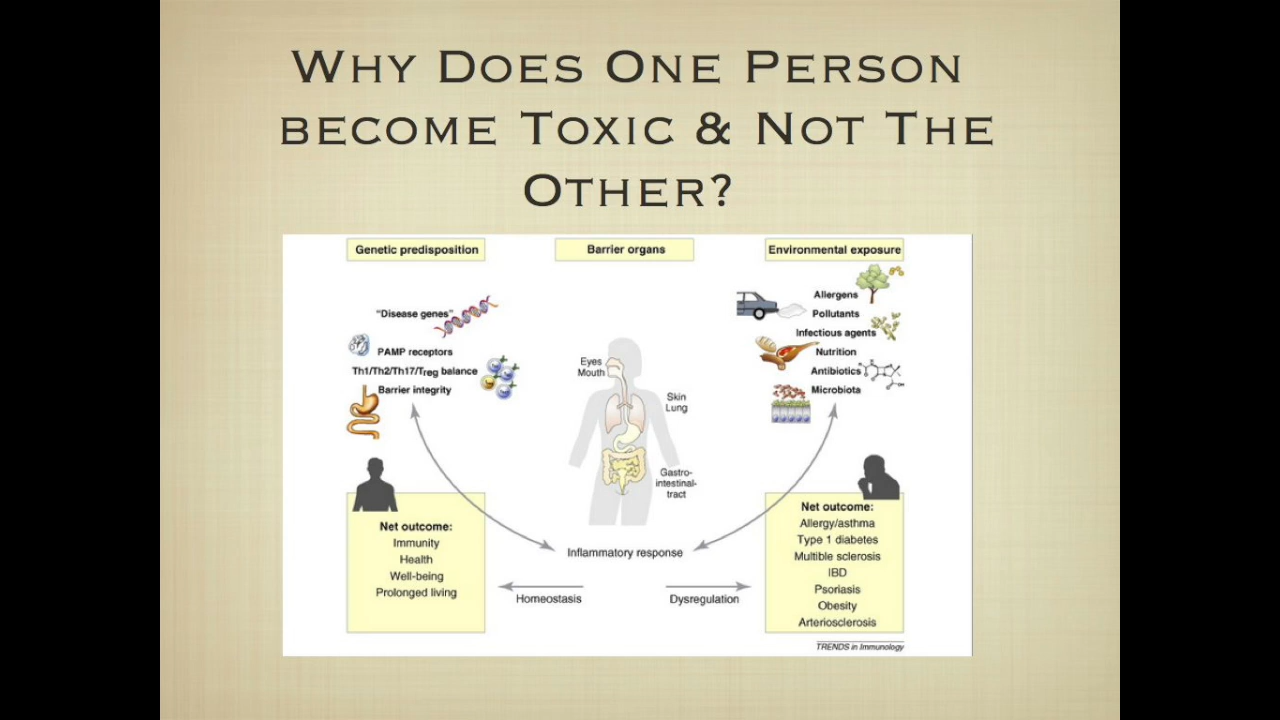 WHY DOES ONE PERSON
BECOME TOXIC & NOT THE
OTHER?
Genetic predisposition
"Disease genes"
PAMP receptors
Th1/Th2/Th17/Treg balance
Barrier integrity
Barrier organs
Eyes
Mouth
Skin
Lung
Gastro-
intestinal-
tract
Environmental exposure
Allergens
Pollutants
Infectious agents
Nutrition
Antibiotics
Microbiota
Inflammatory response
Homeostasis
Dysregulation
Net outcome:
Immunity
Health
Well-being
Prolonged living
Net outcome:
Allergy/asthma
Type 1 diabetes
Multiple sclerosis
IBD
Psoriasis
Obesity
Arteriosclerosis
TRENDS in Immunology